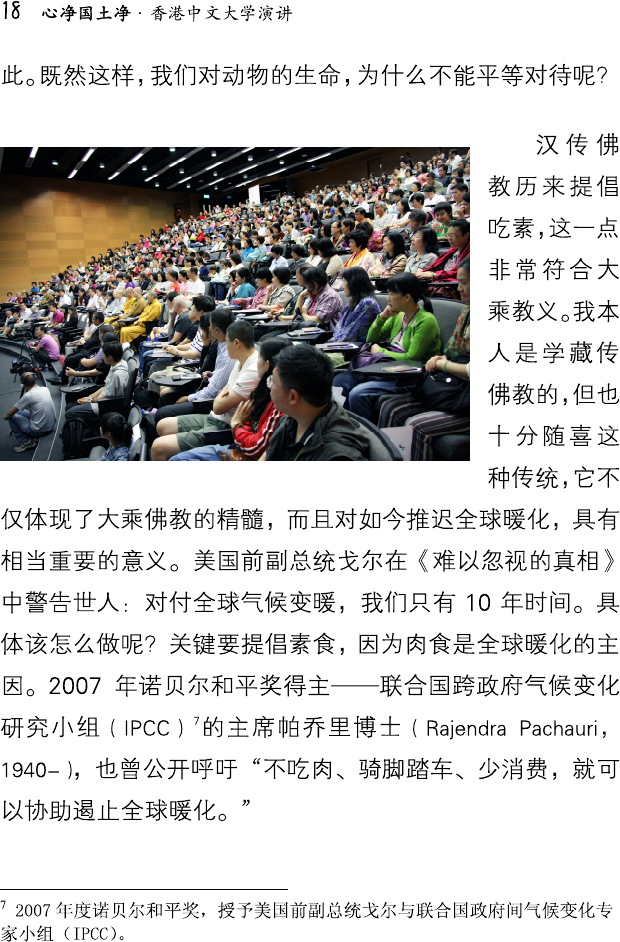 18 心净国土净·香港中文大学演讲
此。既然这样，我们对动物的生命，为什么不能平等对待呢？
汉传佛
教历来提倡
吃素，这一点
非常符合大
乘教义。我本
人是学藏传
佛教的，但也
十分随喜这
种传统，它不
仅体现了大乘佛教的精髓，而且对如今推迟全球暖化，具有
相当重要的意义。美国前副总统戈尔在《难以忽视的真相》
中警告世人：对付全球气候变暖，我们只有 10 年时间。具
体该怎么做呢？关键要提倡素食，因为肉食是全球暖化的主
因。2007 年诺贝尔和平奖得主——联合国跨政府气候变化
研究小组（IPCC）7的主席帕乔里博士（Rajendra Pachauri，
1940- ），也曾公开呼吁“不吃肉、骑脚踏车、少消费，就可
以协助遏止全球暖化。”
7 2007 年度诺贝尔和平奖，授予美国前副总统戈尔与联合国政府间气候变化专
家小组（IPCC）。